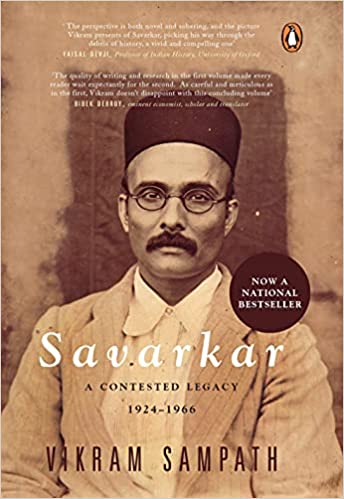 'The perspective is both novel and sobering, and the picture
Vikram presents of Savarkar, picking his way through the
debris of history, a vivid and compelling one'
FAISAL DEVJI, Professor of Indian History, University of Oxford
'The quality of writing and research in the first volume made every
reader wait expectantly for the second. As careful and meticulous as
in the first, Vikram doesn't disappoint with this concluding volume'
BIBEK DEBROY, eminent economist, scholar and translator
NOW A
NATIONAL
BESTSELLER
Savarkar
A CONTESTED LEGACY
1924–1966
VIKRAM SAMPATH